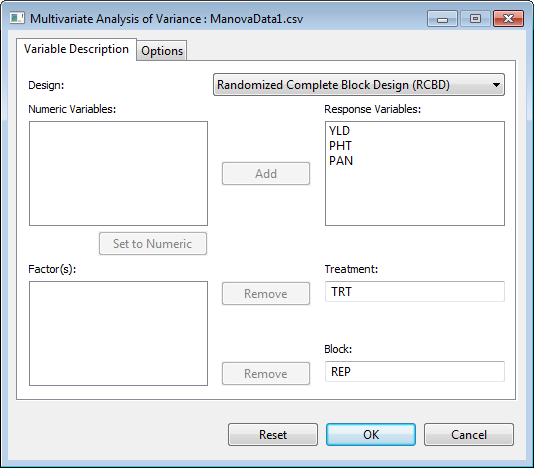 Multivariate Analysis of Variance : ManovaData1.csv
Variable Description
Options
Design:
Randomized Complete Block Design (RCBD)
Numeric Variables:
Response Variables:
YLD
PHT
PAN
Add
Set to Numeric
Factor(s):
Treatment:
Remove
TRT
Block:
Remove
REP
Reset
OK
Cancel